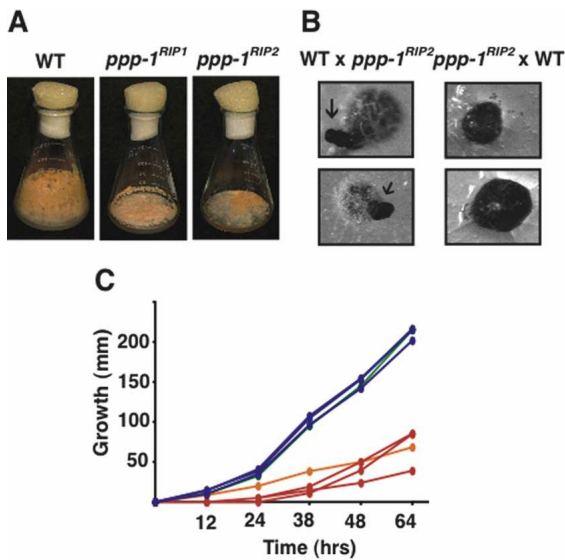 A
WT ppp-1RIP1 ppp-1RIP2
B
WT x ppp-1RIP2 ppp-1RIP2 x WT
C
Growth (mm)
200
150
100
50
12 24 38 48 64
Time (hrs)